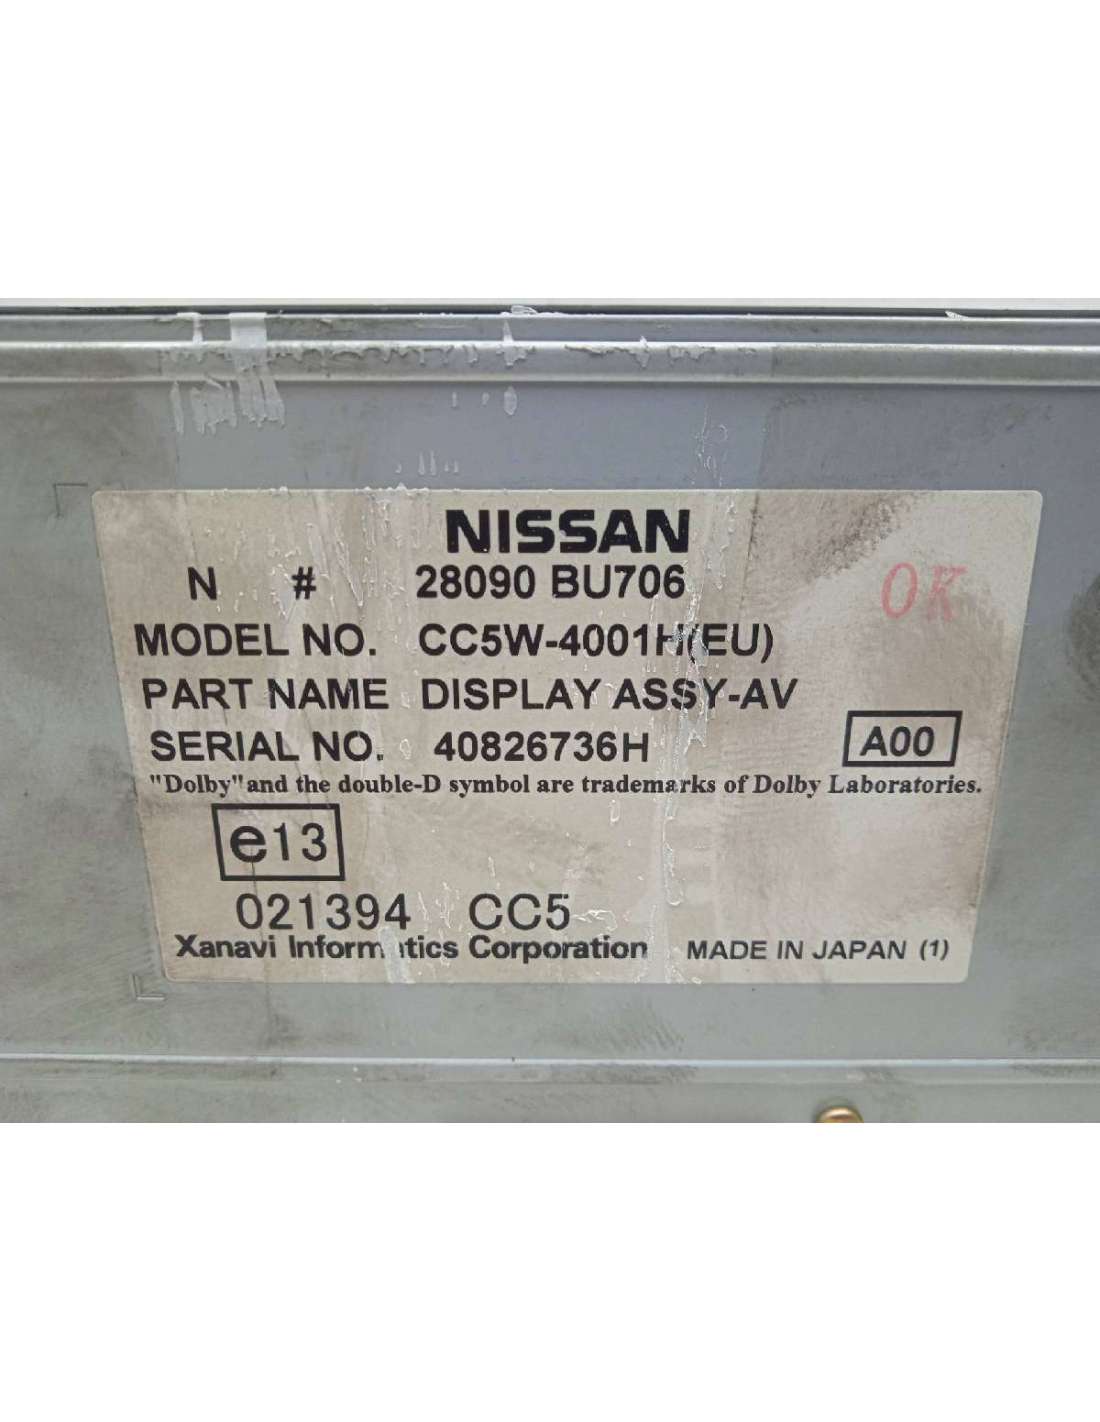 NISSAN
N # 28090 BU706
OK
MODEL NO. CC5W-4001H(EU)
PART NAME DISPLAY ASSY-AV
SERIAL NO. 40826736H
A00
"Dolby"and the double-D symbol are trademarks of Dolby Laboratories.
e13
021394 CC5
Xanavi Informatics Corporation MADE IN JAPAN (1)